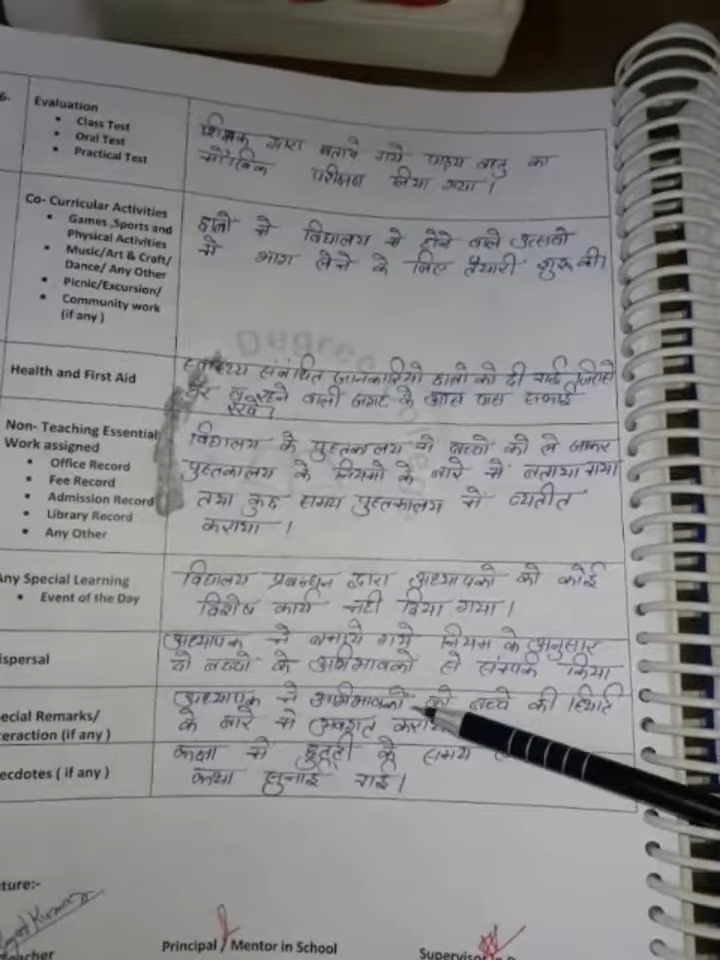 6-
Evaluation
• Class Test
• Oral Test
• Practical Test
शिक्षक द्वारा बताये गये पाठ्य वस्तु का
मौखिक परीक्षण लिया गया।
Co- Curricular Activities
• Games ,Sports and
Physical Activities
• Music/Art & Craft/
Dance/ Any Other
• Picnic/Excursion/
• Community work
(if any )
छात्रों ने विद्यालय में होने वाले उत्सवों
में भाग लेने के लिए तैयारी शुरू की।
Degree
Health and First Aid
स्वास्थ्य संबंधित जानकारियों छात्रों को दी गई
रहने वाली जगह के आस पास सफाई
रखें।
Non- Teaching Essential
Work assigned
• Office Record
• Fee Record
• Admission Record
• Library Record
• Any Other
विद्यालय के पुस्तकालय में बच्चों को ले जाकर
पुस्तकालय के नियमों के बारे में बताया गया
तथा कुछ समय पुस्तकालय में व्यतीत
कराया ।
Any Special Learning
• Event of the Day
विद्यालय प्रबन्धन द्वारा अध्यापकों को कोई
विशेष कार्य नहीं दिया गया।
ispersal
अध्यापक ने बनाये गये नियम के अनुसार
बच्चों के अभिभावकों से संपर्क किया
ecial Remarks/
teraction (if any )
अध्यापक ने अभिभावकों को बच्चे की स्थिति
के बारे में अवगत
ecdotes ( if any )
कक्षा में छुट्टी के समय
कथा सुनाई गई।
ture:-
Kumar
eacher
Principal / Mentor in School
Supervisor